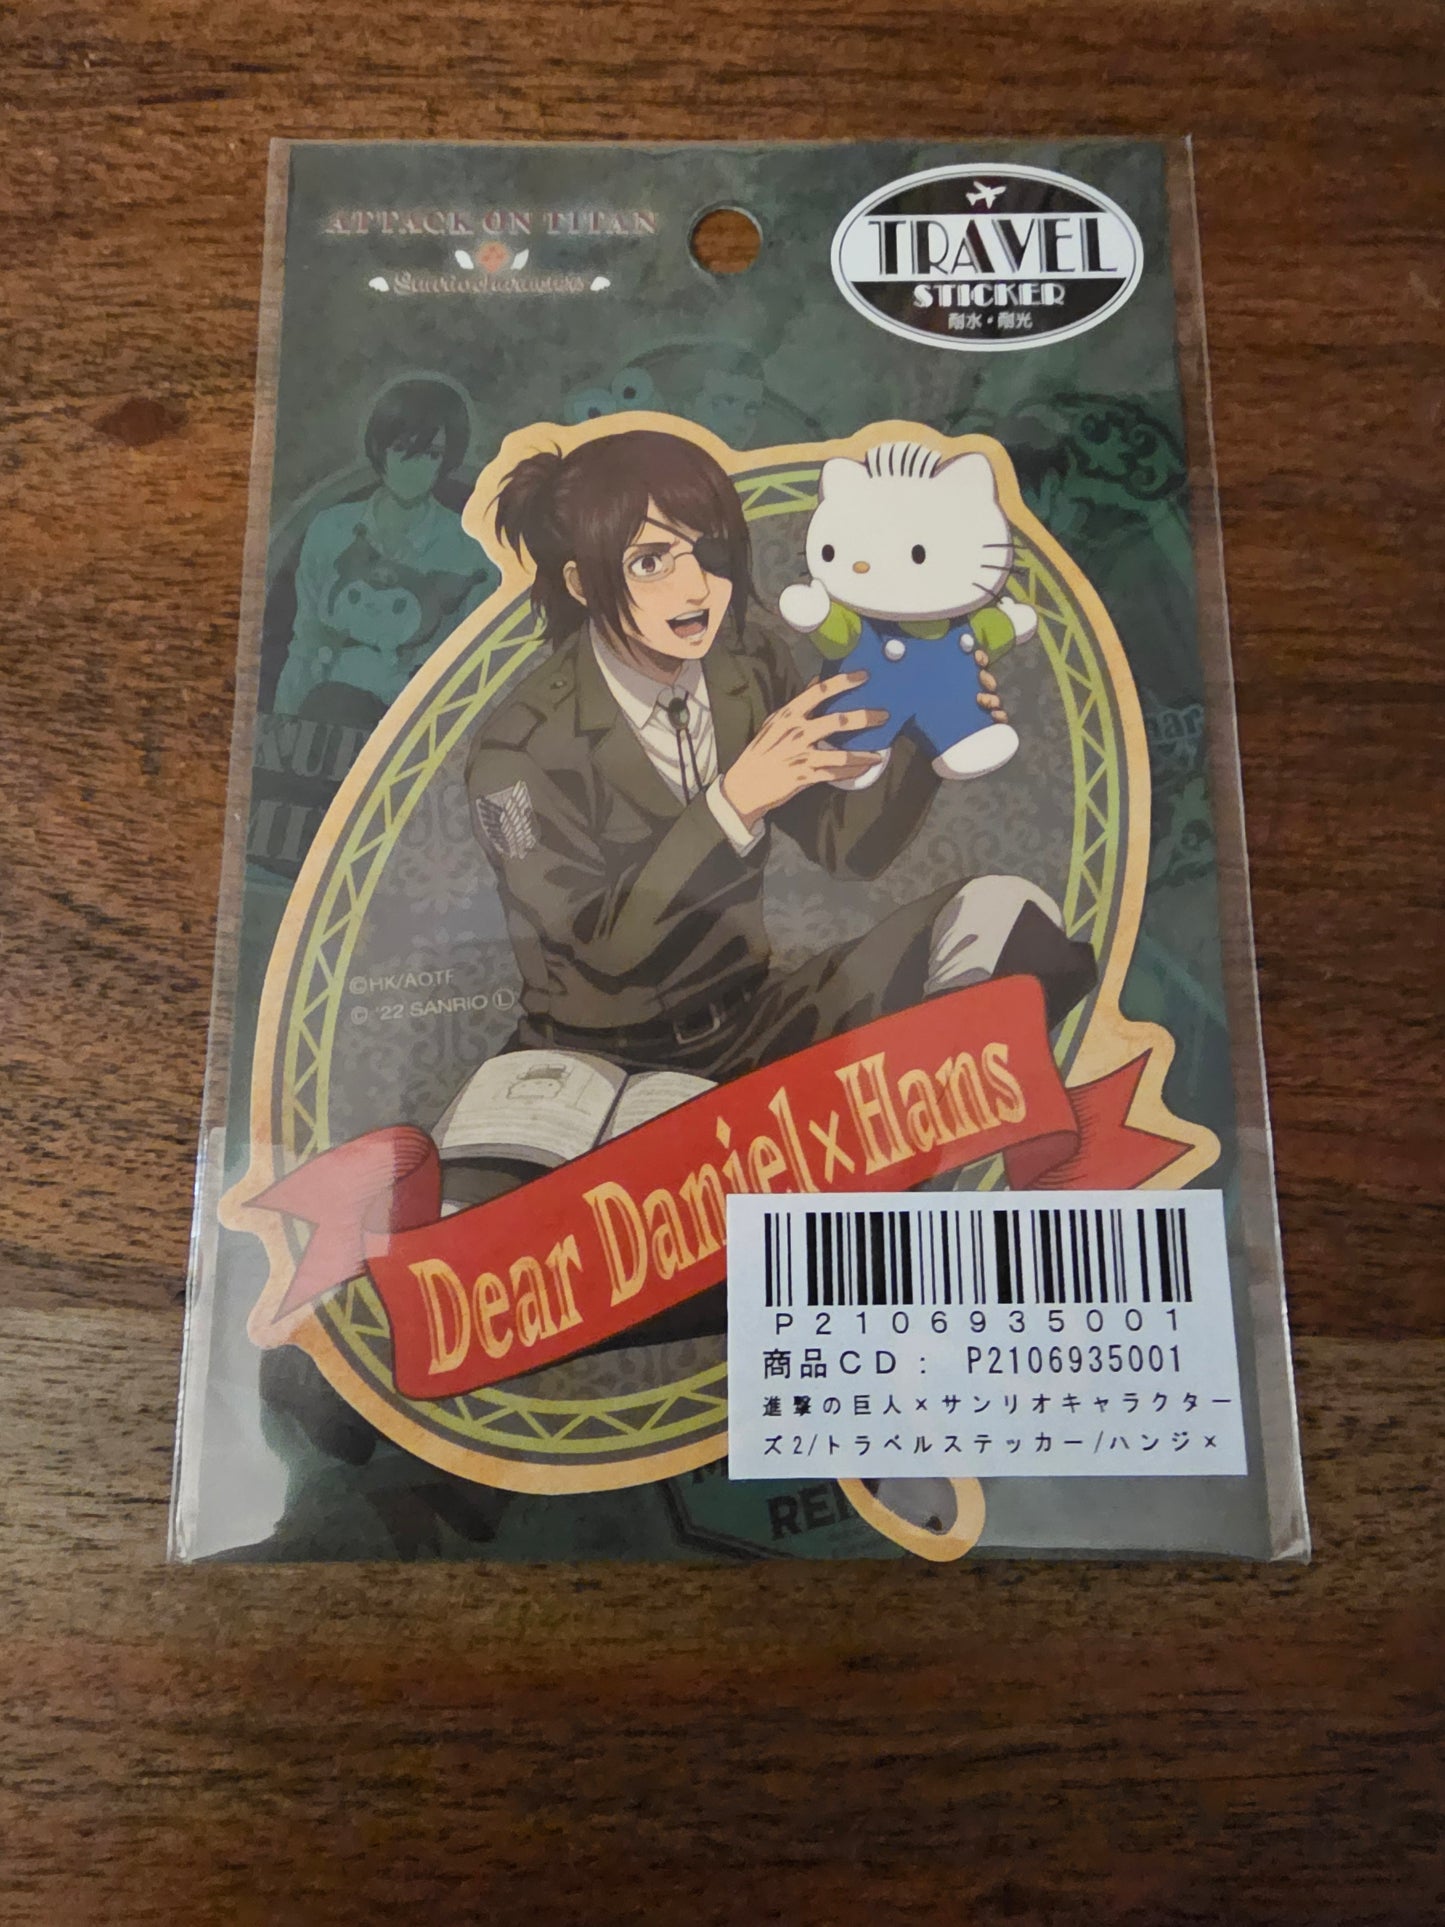 ATTACK ON TITAN
Sanrio characters
TRAVEL
STICKER
耐水・耐光
©HK/AOTF
© '22 SANRIO Ⓛ
Dear Daniel×Hans
P2106935001
商品CD: P2106935001
進撃の巨人×サンリオキャラクター
ズ2/トラベルステッカー/ハンジ×